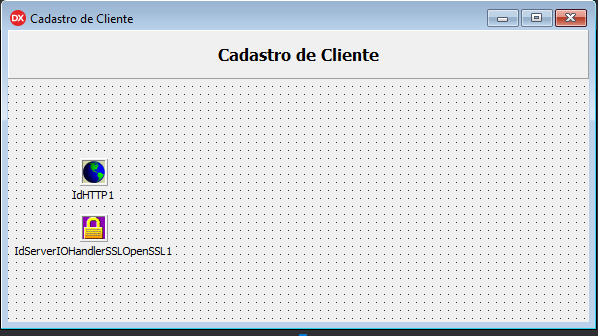 DX Cadastro de Cliente
Cadastro de Cliente
IdHTTP1
IdServerIOHandlerSSLOpenSSL1